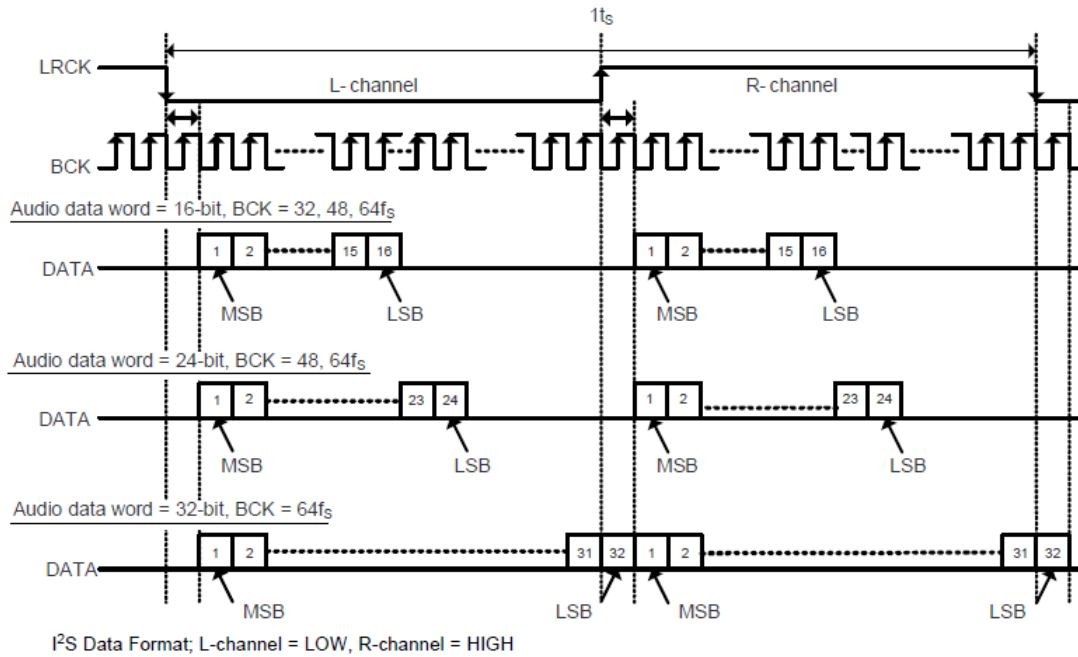 1tS
LRCK
L- channel
R- channel
BCK
Audio data word = 16-bit, BCK = 32, 48, 64fS
DATA
1 2 15 16 1 2 15 16
MSB LSB MSB LSB
Audio data word = 24-bit, BCK = 48, 64fS
DATA
1 2 23 24 1 2 23 24
MSB LSB MSB LSB
Audio data word = 32-bit, BCK = 64fS
DATA
1 2 31 32 1 2 31 32
MSB LSB MSB LSB
I²S Data Format; L-channel = LOW, R-channel = HIGH